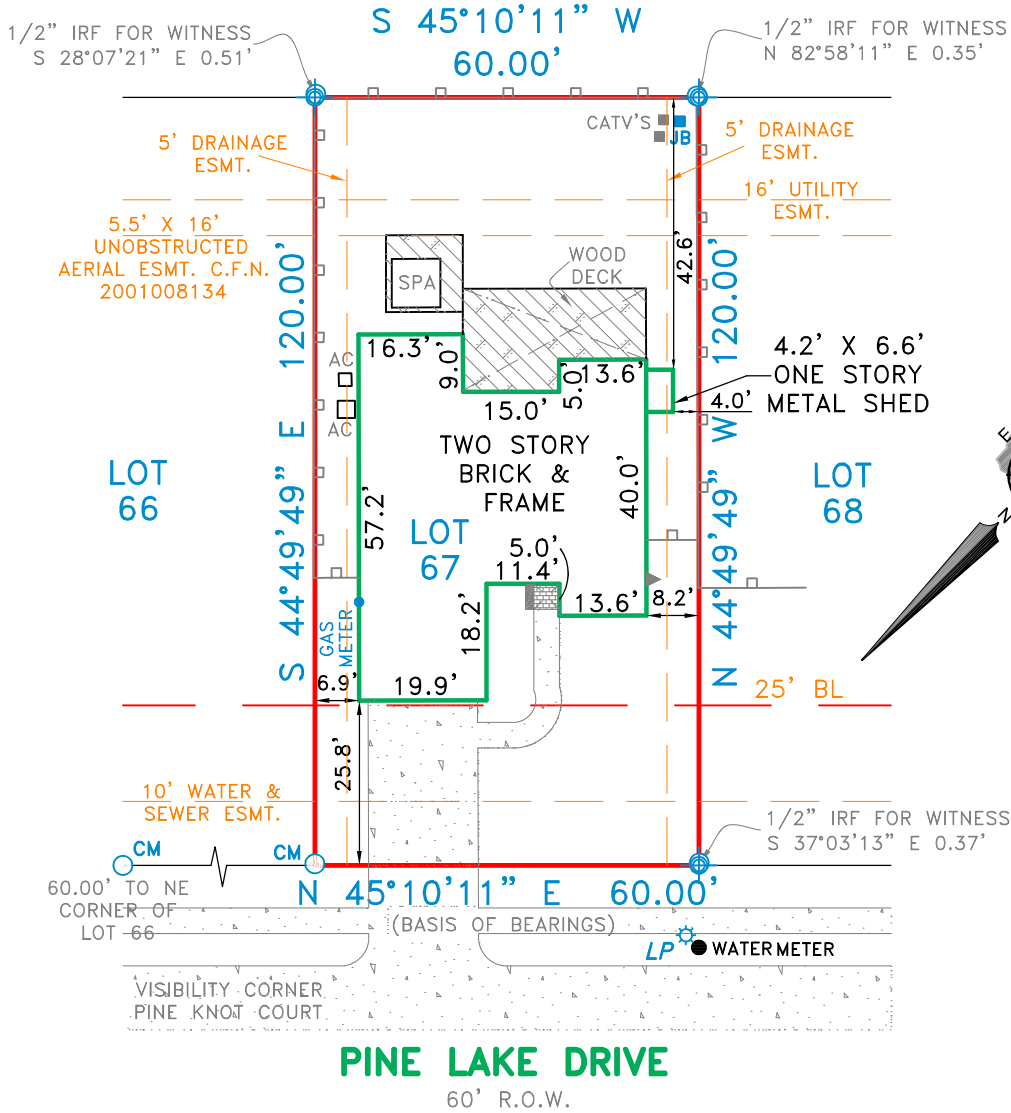 S 45°10'11" W
60.00'
1/2" IRF FOR WITNESS
S 28°07'21" E 0.51'
1/2" IRF FOR WITNESS
N 82°58'11" E 0.35'
CATV'S
JB
5' DRAINAGE
ESMT.
5' DRAINAGE
ESMT.
16' UTILITY
ESMT.
5.5' X 16'
UNOBSTRUCTED
AERIAL ESMT. C.F.N.
2001008134
42.6'
S 44°49'49" E 120.00'
N 44°49'49" W 120.00'
SPA
WOOD
DECK
AC
AC
16.3'
9.0'
15.0'
5.0'
13.6'
4.2' X 6.6'
ONE STORY
METAL SHED
4.0'
TWO STORY
BRICK &
FRAME
LOT
66
LOT
67
LOT
68
57.2'
40.0'
5.0'
11.4'
18.2'
13.6'
8.2'
GAS
METER
6.9'
19.9'
25' BL
25.8'
10' WATER &
SEWER ESMT.
1/2" IRF FOR WITNESS
S 37°03'13" E 0.37'
CM
CM
N 45°10'11" E 60.00'
60.00' TO NE
CORNER OF
LOT 66
(BASIS OF BEARINGS)
LP
WATER METER
VISIBILITY CORNER
PINE KNOT COURT
PINE LAKE DRIVE
60' R.O.W.
E
N